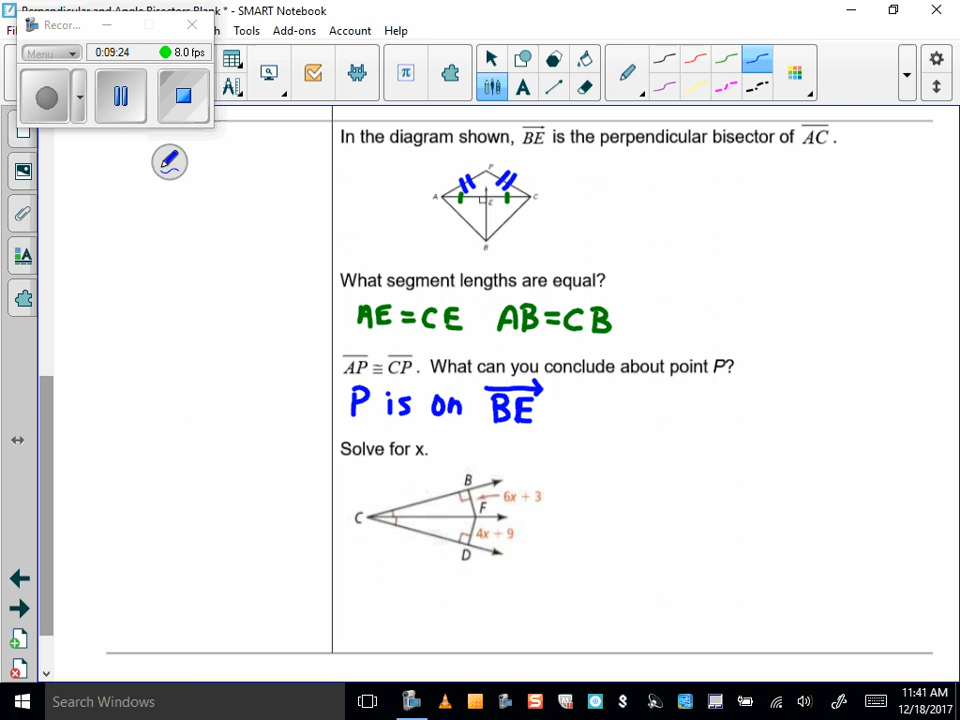 Perpendicular and Angle Bisectors Blank * - SMART Notebook
Recor...
Tools Add-ons Account Help
Menu 0:09:24 8.0 fps
In the diagram shown, BE is the perpendicular bisector of AC.
P
A E C
B
What segment lengths are equal?
AE = CE AB = CB
AP ≅ CP. What can you conclude about point P?
P is on BE
Solve for x.
B
6x + 3
F
C
4x + 9
D
Search Windows
11:41 AM
12/18/2017